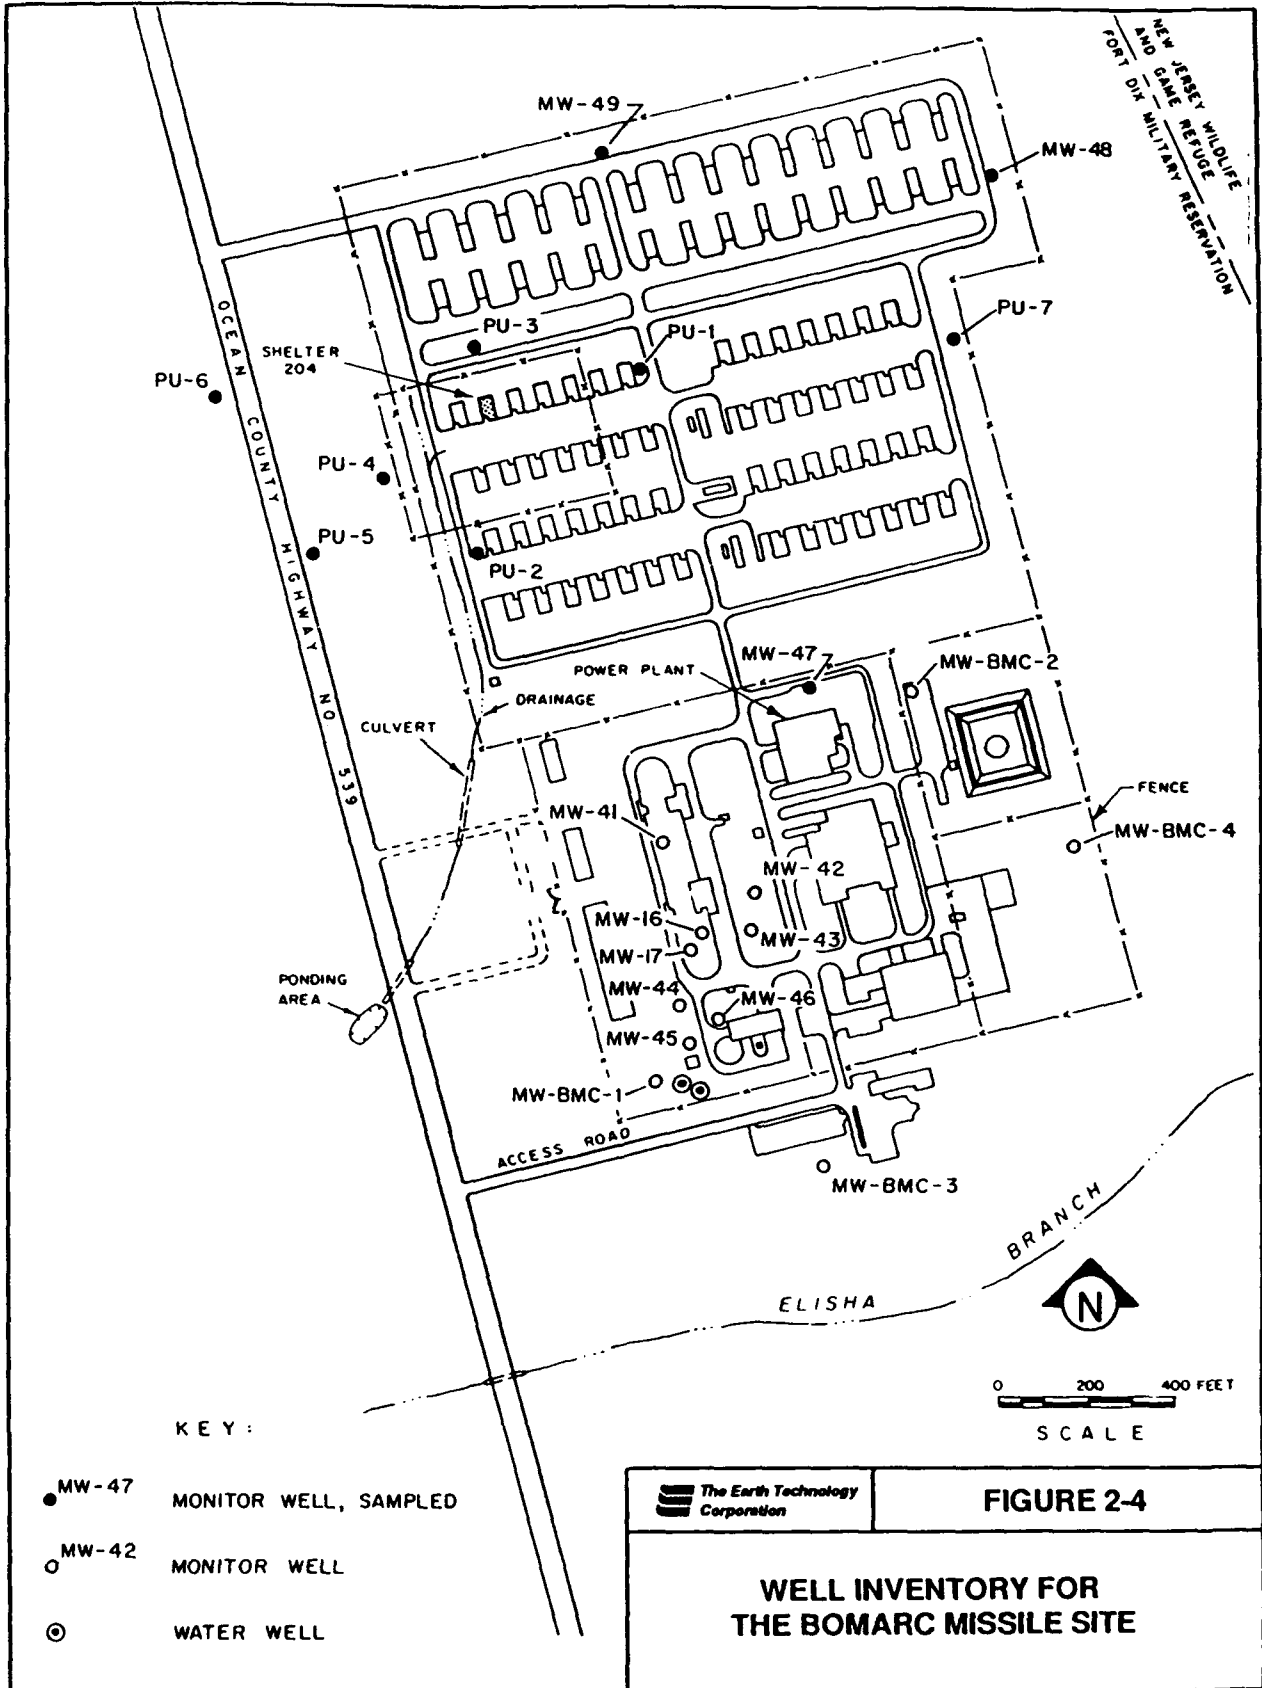 NEW JERSEY WILDLIFE
AND GAME REFUGE
FORT DIX MILITARY RESERVATION
MW-49
MW-48
OCEAN COUNTY HIGHWAY NO 539
PU-3
PU-1
PU-7
SHELTER
204
PU-6
PU-4
PU-5
PU-2
MW-47
MW-BMC-2
POWER PLANT
DRAINAGE
CULVERT
FENCE
MW-41
MW-BMC-4
MW-42
MW-16
MW-43
MW-17
PONDING
AREA
MW-44
MW-46
MW-45
MW-BMC-1
ACCESS ROAD
MW-BMC-3
ELISHA BRANCH
N
0 200 400 FEET
SCALE
KEY:
MW-47 MONITOR WELL, SAMPLED
MW-42 MONITOR WELL
WATER WELL
The Earth Technology
Corporation
FIGURE 2-4
WELL INVENTORY FOR
THE BOMARC MISSILE SITE